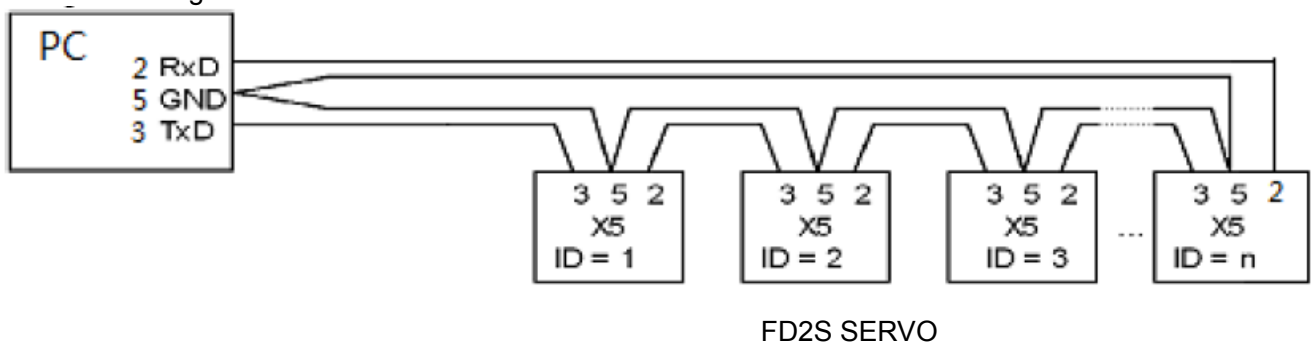 PC
2 RxD
5 GND
3 TxD
3 5 2
X5
ID = 1
3 5 2
X5
ID = 2
3 5 2
X5
ID = 3
...
3 5 2
X5
ID = n
FD2S SERVO